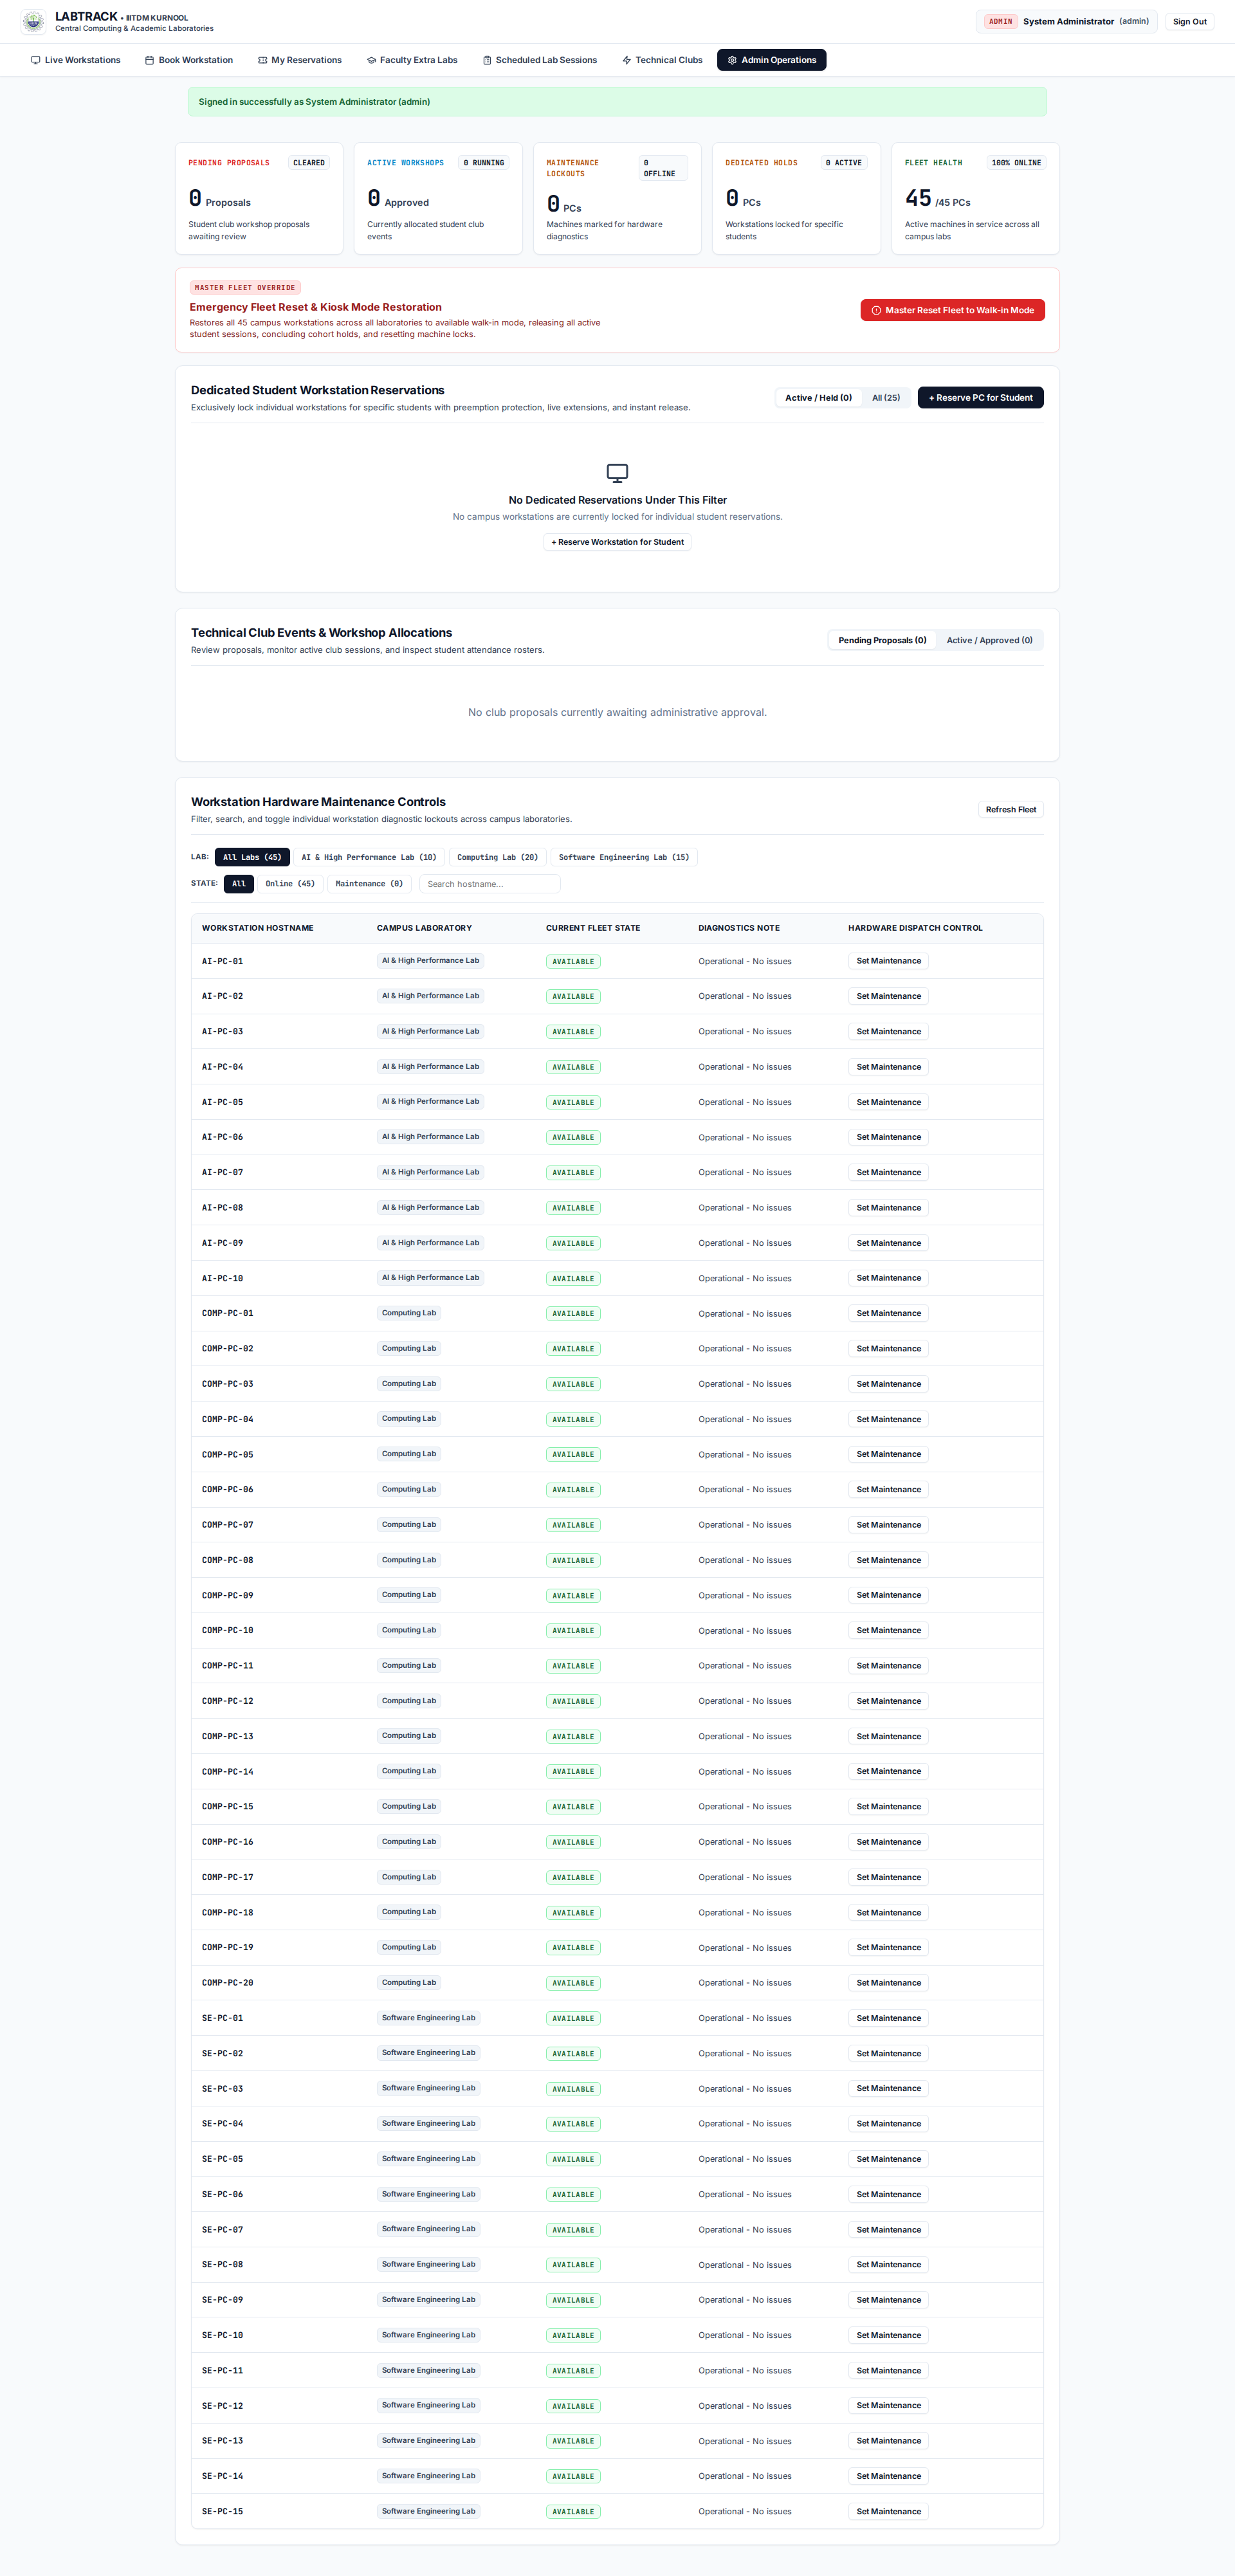 LABTRACK • IIITDM KURNOOL
Central Computing & Academic Laboratories
ADMIN System Administrator (admin) Sign Out
Live Workstations Book Workstation My Reservations Faculty Extra Labs Scheduled Lab Sessions Technical Clubs Admin Operations
Signed in successfully as System Administrator (admin)
PENDING PROPOSALS CLEARED
0 Proposals
Student club workshop proposals
awaiting review
ACTIVE WORKSHOPS 0 RUNNING
0 Approved
Currently allocated student club
events
MAINTENANCE
LOCKOUTS
0
OFFLINE
0 PCs
Machines marked for hardware
diagnostics
DEDICATED HOLDS 0 ACTIVE
0 PCs
Workstations locked for specific
students
FLEET HEALTH 100% ONLINE
45 /45 PCs
Active machines in service across all
campus labs
MASTER FLEET OVERRIDE
Emergency Fleet Reset & Kiosk Mode Restoration
Restores all 45 campus workstations across all laboratories to available walk-in mode, releasing all active
student sessions, concluding cohort holds, and resetting machine locks.
Master Reset Fleet to Walk-in Mode
Dedicated Student Workstation Reservations
Exclusively lock individual workstations for specific students with preemption protection, live extensions, and instant release.
Active / Held (0) All (25) + Reserve PC for Student
No Dedicated Reservations Under This Filter
No campus workstations are currently locked for individual student reservations.
+ Reserve Workstation for Student
Technical Club Events & Workshop Allocations
Review proposals, monitor active club sessions, and inspect student attendance rosters.
Pending Proposals (0) Active / Approved (0)
No club proposals currently awaiting administrative approval.
Workstation Hardware Maintenance Controls
Filter, search, and toggle individual workstation diagnostic lockouts across campus laboratories.
Refresh Fleet
LAB: All Labs (45) AI & High Performance Lab (10) Computing Lab (20) Software Engineering Lab (15)
STATE: All Online (45) Maintenance (0) Search hostname...
WORKSTATION HOSTNAME CAMPUS LABORATORY CURRENT FLEET STATE DIAGNOSTICS NOTE HARDWARE DISPATCH CONTROL
AI-PC-01 AI & High Performance Lab AVAILABLE Operational - No issues Set Maintenance
AI-PC-02 AI & High Performance Lab AVAILABLE Operational - No issues Set Maintenance
AI-PC-03 AI & High Performance Lab AVAILABLE Operational - No issues Set Maintenance
AI-PC-04 AI & High Performance Lab AVAILABLE Operational - No issues Set Maintenance
AI-PC-05 AI & High Performance Lab AVAILABLE Operational - No issues Set Maintenance
AI-PC-06 AI & High Performance Lab AVAILABLE Operational - No issues Set Maintenance
AI-PC-07 AI & High Performance Lab AVAILABLE Operational - No issues Set Maintenance
AI-PC-08 AI & High Performance Lab AVAILABLE Operational - No issues Set Maintenance
AI-PC-09 AI & High Performance Lab AVAILABLE Operational - No issues Set Maintenance
AI-PC-10 AI & High Performance Lab AVAILABLE Operational - No issues Set Maintenance
COMP-PC-01 Computing Lab AVAILABLE Operational - No issues Set Maintenance
COMP-PC-02 Computing Lab AVAILABLE Operational - No issues Set Maintenance
COMP-PC-03 Computing Lab AVAILABLE Operational - No issues Set Maintenance
COMP-PC-04 Computing Lab AVAILABLE Operational - No issues Set Maintenance
COMP-PC-05 Computing Lab AVAILABLE Operational - No issues Set Maintenance
COMP-PC-06 Computing Lab AVAILABLE Operational - No issues Set Maintenance
COMP-PC-07 Computing Lab AVAILABLE Operational - No issues Set Maintenance
COMP-PC-08 Computing Lab AVAILABLE Operational - No issues Set Maintenance
COMP-PC-09 Computing Lab AVAILABLE Operational - No issues Set Maintenance
COMP-PC-10 Computing Lab AVAILABLE Operational - No issues Set Maintenance
COMP-PC-11 Computing Lab AVAILABLE Operational - No issues Set Maintenance
COMP-PC-12 Computing Lab AVAILABLE Operational - No issues Set Maintenance
COMP-PC-13 Computing Lab AVAILABLE Operational - No issues Set Maintenance
COMP-PC-14 Computing Lab AVAILABLE Operational - No issues Set Maintenance
COMP-PC-15 Computing Lab AVAILABLE Operational - No issues Set Maintenance
COMP-PC-16 Computing Lab AVAILABLE Operational - No issues Set Maintenance
COMP-PC-17 Computing Lab AVAILABLE Operational - No issues Set Maintenance
COMP-PC-18 Computing Lab AVAILABLE Operational - No issues Set Maintenance
COMP-PC-19 Computing Lab AVAILABLE Operational - No issues Set Maintenance
COMP-PC-20 Computing Lab AVAILABLE Operational - No issues Set Maintenance
SE-PC-01 Software Engineering Lab AVAILABLE Operational - No issues Set Maintenance
SE-PC-02 Software Engineering Lab AVAILABLE Operational - No issues Set Maintenance
SE-PC-03 Software Engineering Lab AVAILABLE Operational - No issues Set Maintenance
SE-PC-04 Software Engineering Lab AVAILABLE Operational - No issues Set Maintenance
SE-PC-05 Software Engineering Lab AVAILABLE Operational - No issues Set Maintenance
SE-PC-06 Software Engineering Lab AVAILABLE Operational - No issues Set Maintenance
SE-PC-07 Software Engineering Lab AVAILABLE Operational - No issues Set Maintenance
SE-PC-08 Software Engineering Lab AVAILABLE Operational - No issues Set Maintenance
SE-PC-09 Software Engineering Lab AVAILABLE Operational - No issues Set Maintenance
SE-PC-10 Software Engineering Lab AVAILABLE Operational - No issues Set Maintenance
SE-PC-11 Software Engineering Lab AVAILABLE Operational - No issues Set Maintenance
SE-PC-12 Software Engineering Lab AVAILABLE Operational - No issues Set Maintenance
SE-PC-13 Software Engineering Lab AVAILABLE Operational - No issues Set Maintenance
SE-PC-14 Software Engineering Lab AVAILABLE Operational - No issues Set Maintenance
SE-PC-15 Software Engineering Lab AVAILABLE Operational - No issues Set Maintenance